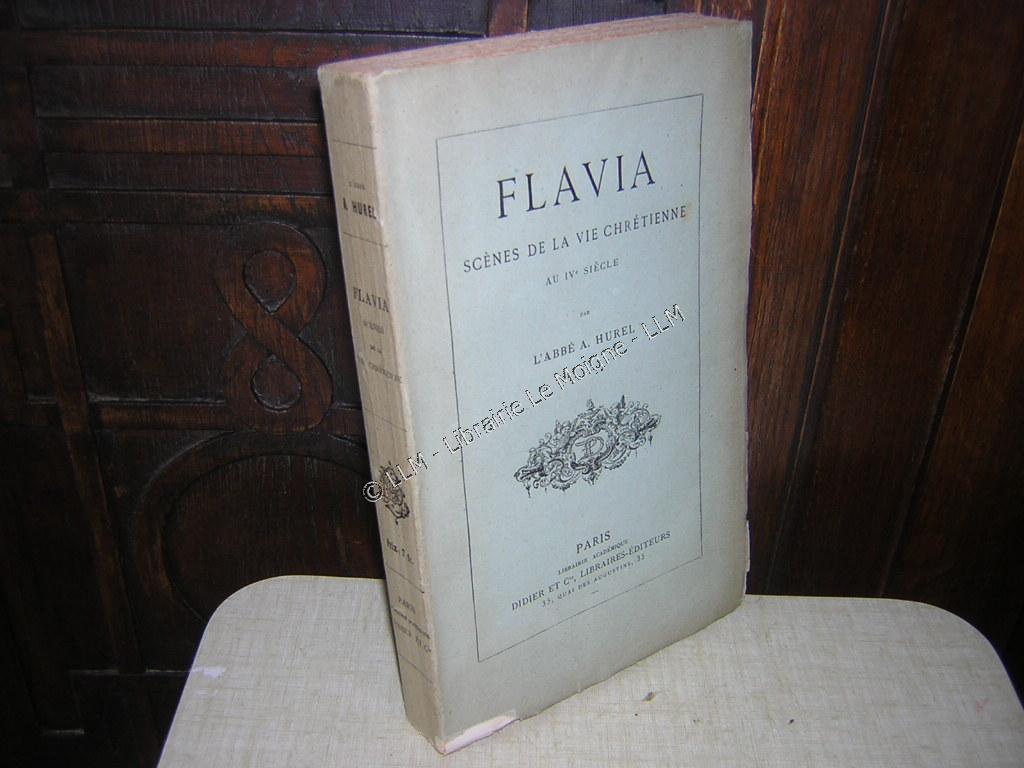 FLAVIA
SCÈNES DE LA VIE CHRÉTIENNE
AU IVe SIÈCLE
PAR
L'ABBÉ A. HUREL
PARIS
LIBRAIRIE ACADÉMIQUE
DIDIER ET Cie, LIBRAIRES-ÉDITEURS
35, QUAI DES AUGUSTINS, 35
A. HUREL
FLAVIA
PARIS
© LLM - Librairie Le Moigne - LLM